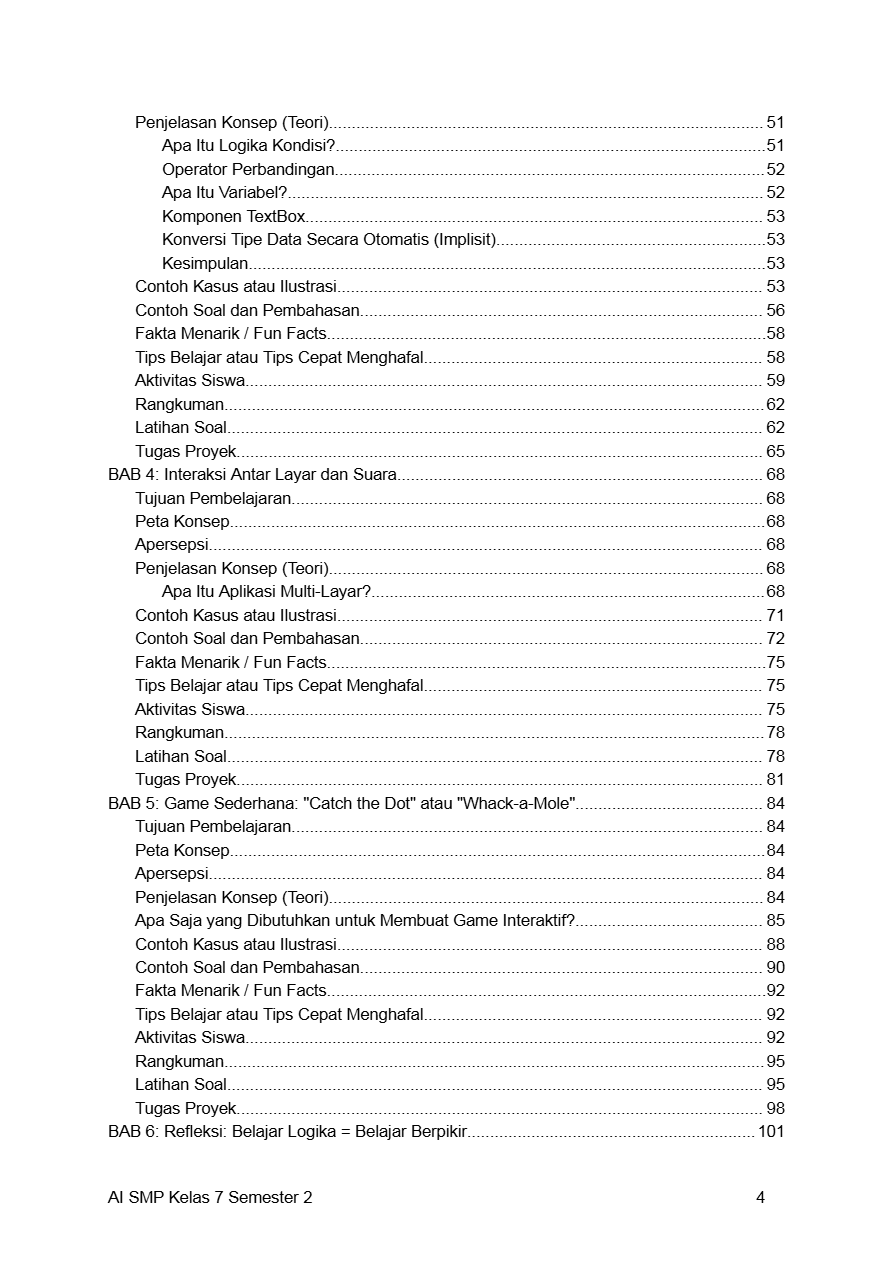 Penjelasan Konsep (Teori)............................................................................................... 51
Apa Itu Logika Kondisi?..............................................................................................51
Operator Perbandingan..............................................................................................52
Apa Itu Variabel?........................................................................................................ 52
Komponen TextBox.................................................................................................... 53
Konversi Tipe Data Secara Otomatis (Implisit)...........................................................53
Kesimpulan.................................................................................................................53
Contoh Kasus atau Ilustrasi............................................................................................. 53
Contoh Soal dan Pembahasan........................................................................................ 56
Fakta Menarik / Fun Facts................................................................................................58
Tips Belajar atau Tips Cepat Menghafal.......................................................................... 58
Aktivitas Siswa................................................................................................................. 59
Rangkuman......................................................................................................................62
Latihan Soal..................................................................................................................... 62
Tugas Proyek................................................................................................................... 65
BAB 4: Interaksi Antar Layar dan Suara................................................................................ 68
Tujuan Pembelajaran....................................................................................................... 68
Peta Konsep.....................................................................................................................68
Apersepsi......................................................................................................................... 68
Penjelasan Konsep (Teori)............................................................................................... 68
Apa Itu Aplikasi Multi-Layar?......................................................................................68
Contoh Kasus atau Ilustrasi............................................................................................. 71
Contoh Soal dan Pembahasan........................................................................................ 72
Fakta Menarik / Fun Facts................................................................................................75
Tips Belajar atau Tips Cepat Menghafal.......................................................................... 75
Aktivitas Siswa................................................................................................................. 75
Rangkuman......................................................................................................................78
Latihan Soal..................................................................................................................... 78
Tugas Proyek................................................................................................................... 81
BAB 5: Game Sederhana: "Catch the Dot" atau "Whack-a-Mole"......................................... 84
Tujuan Pembelajaran....................................................................................................... 84
Peta Konsep.....................................................................................................................84
Apersepsi......................................................................................................................... 84
Penjelasan Konsep (Teori)............................................................................................... 84
Apa Saja yang Dibutuhkan untuk Membuat Game Interaktif?......................................... 85
Contoh Kasus atau Ilustrasi............................................................................................. 88
Contoh Soal dan Pembahasan........................................................................................ 90
Fakta Menarik / Fun Facts................................................................................................92
Tips Belajar atau Tips Cepat Menghafal.......................................................................... 92
Aktivitas Siswa................................................................................................................. 92
Rangkuman......................................................................................................................95
Latihan Soal..................................................................................................................... 95
Tugas Proyek................................................................................................................... 98
BAB 6: Refleksi: Belajar Logika = Belajar Berpikir............................................................... 101
AI SMP Kelas 7 Semester 2 4